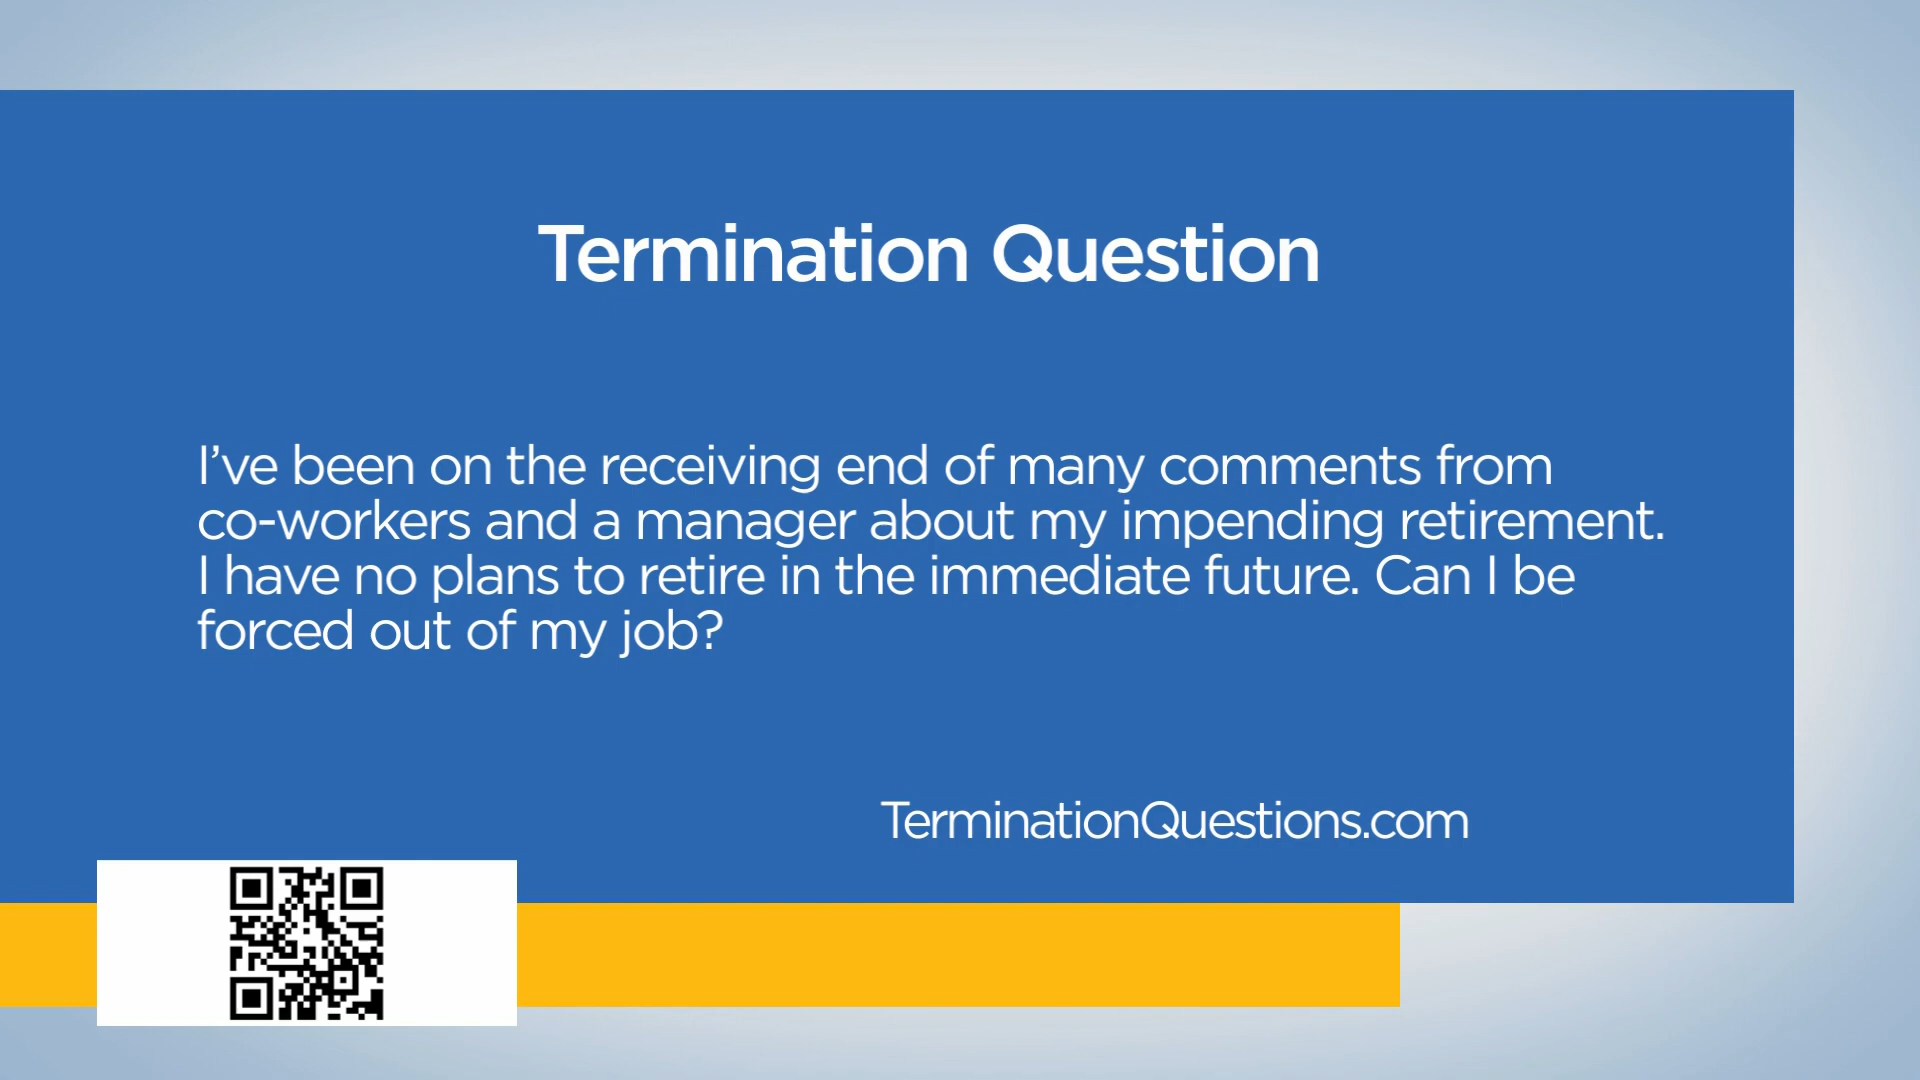 Termination Question
I’ve been on the receiving end of many comments from
co-workers and a manager about my impending retirement.
I have no plans to retire in the immediate future. Can I be
forced out of my job?
TerminationQuestions.com